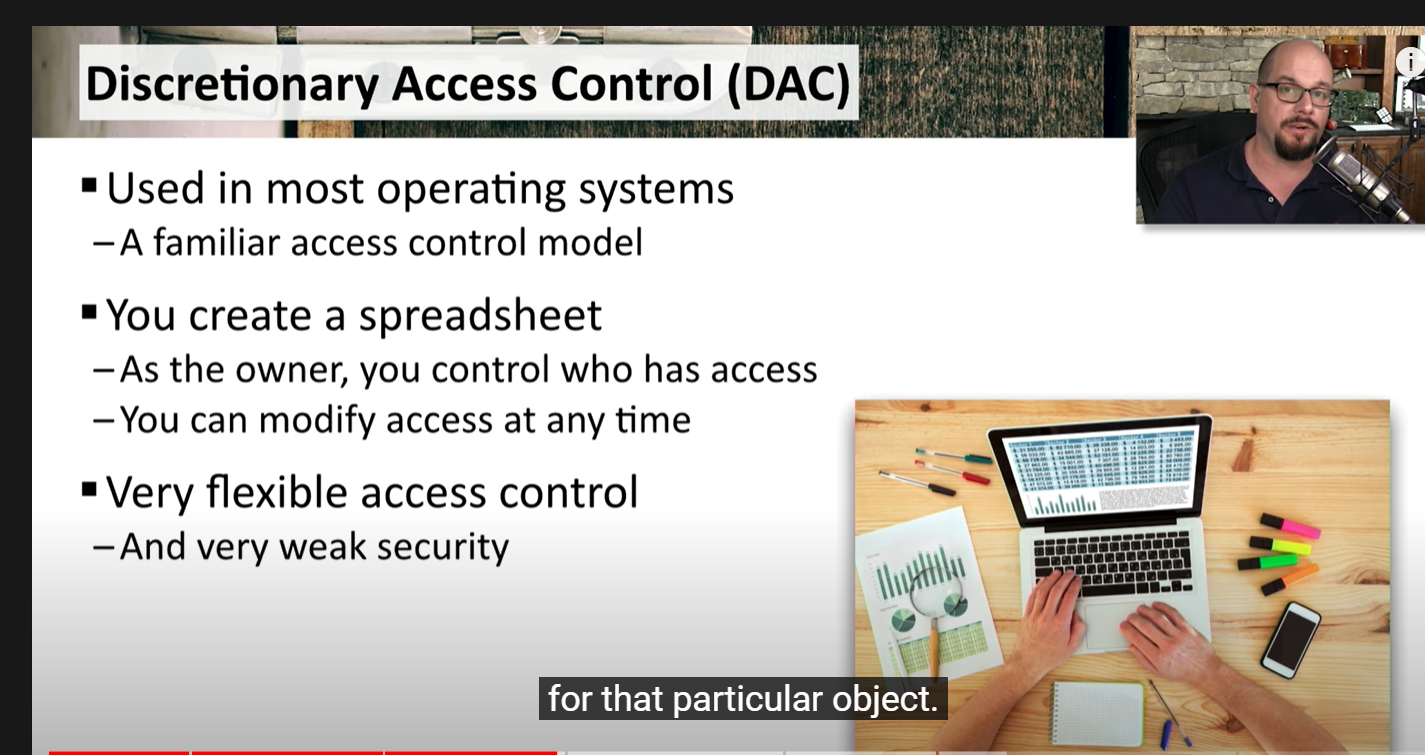 Discretionary Access Control (DAC)
▪ Used in most operating systems
– A familiar access control model
▪ You create a spreadsheet
– As the owner, you control who has access
– You can modify access at any time
▪ Very flexible access control
– And very weak security
for that particular object.